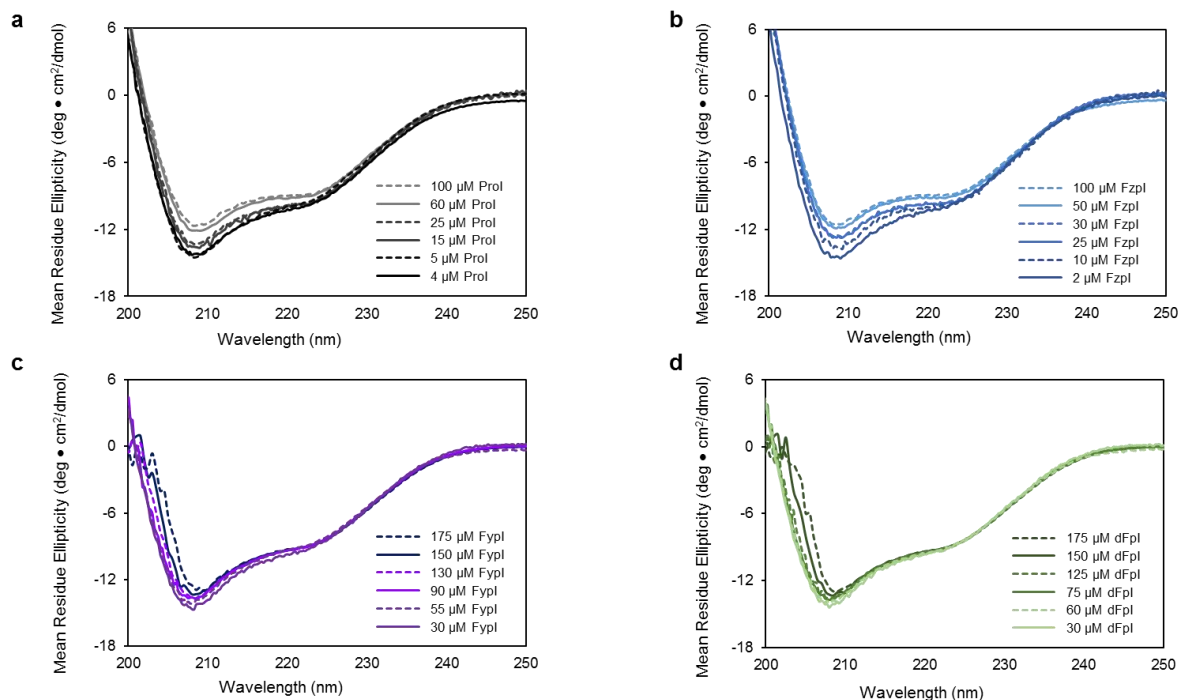 a
Mean Residue Ellipticity (deg ● cm²/dmol)
6
0
-6
-12
-18
100 µM ProI
60 µM ProI
25 µM ProI
15 µM ProI
5 µM ProI
4 µM ProI
200 210 220 230 240 250
Wavelength (nm)
b
Mean Residue Ellipticity (deg ● cm²/dmol)
6
0
-6
-12
-18
100 µM FzpI
50 µM FzpI
30 µM FzpI
25 µM FzpI
10 µM FzpI
2 µM FzpI
200 210 220 230 240 250
Wavelength (nm)
c
Mean Residue Ellipticity (deg ● cm²/dmol)
6
0
-6
-12
-18
175 µM FypI
150 µM FypI
130 µM FypI
90 µM FypI
55 µM FypI
30 µM FypI
200 210 220 230 240 250
Wavelength (nm)
d
Mean Residue Ellipticity (deg ● cm²/dmol)
6
0
-6
-12
-18
175 µM dFpI
150 µM dFpI
125 µM dFpI
75 µM dFpI
60 µM dFpI
30 µM dFpI
200 210 220 230 240 250
Wavelength (nm)